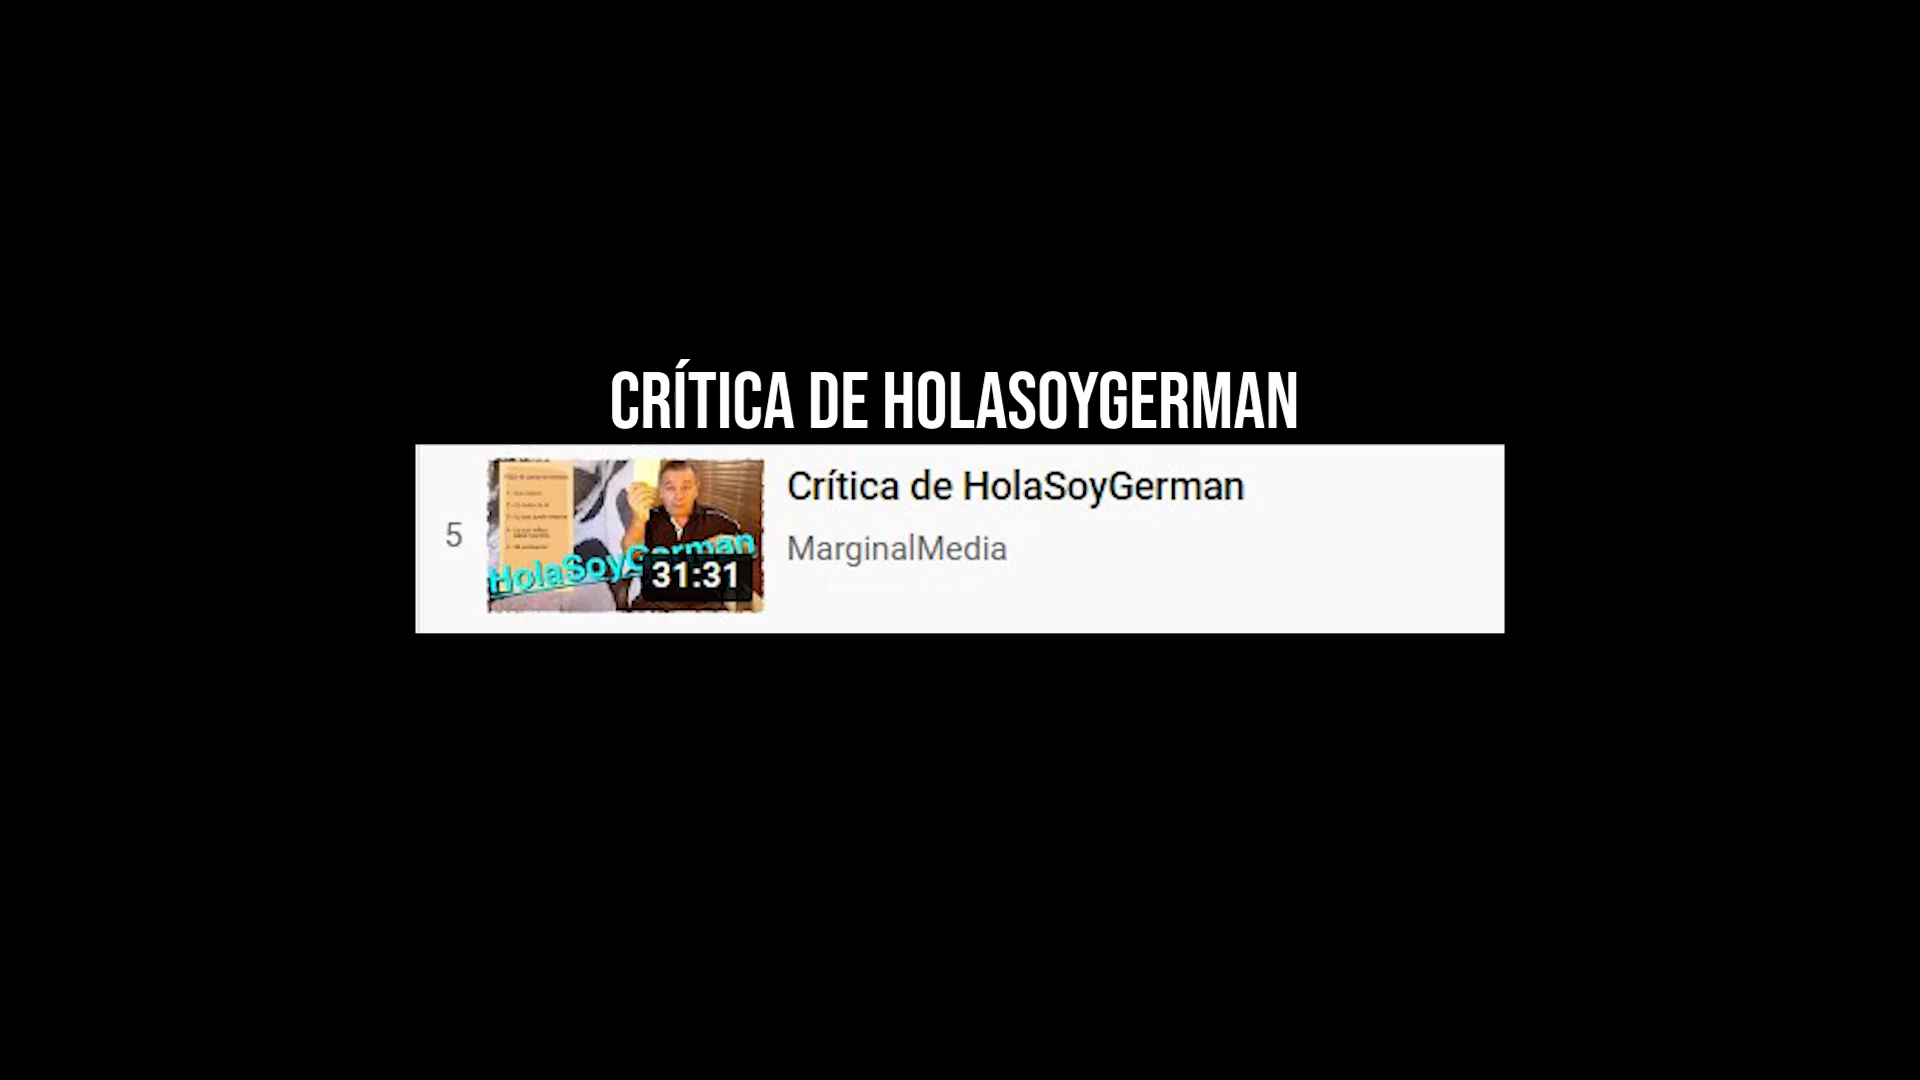 CRÍTICA DE HOLASOYGERMAN
5
HolaSoyGerman
31:31
Crítica de HolaSoyGerman
MarginalMedia